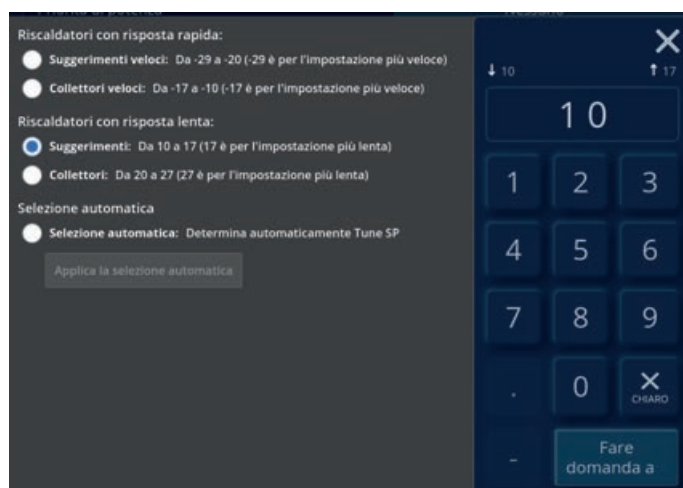 Riscaldatori con risposta rapida:
Suggerimenti veloci: Da -29 a -20 (-29 è per l'impostazione più veloce)
Collettori veloci: Da -17 a -10 (-17 è per l'impostazione più veloce)
Riscaldatori con risposta lenta:
Suggerimenti: Da 10 a 17 (17 è per l'impostazione più lenta)
Collettori: Da 20 a 27 (27 è per l'impostazione più lenta)
Selezione automatica
Selezione automatica: Determina automaticamente Tune SP
Applica la selezione automatica
↓ 10 ↑ 17
10
1 2 3
4 5 6
7 8 9
. 0 CHIARO
-
Fare
domanda a